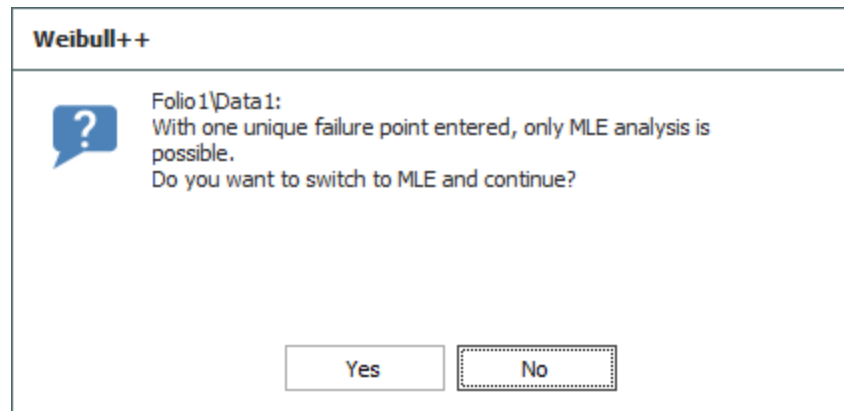 Weibull++
Folio1\Data1:
With one unique failure point entered, only MLE analysis is
possible.
Do you want to switch to MLE and continue?
Yes
No